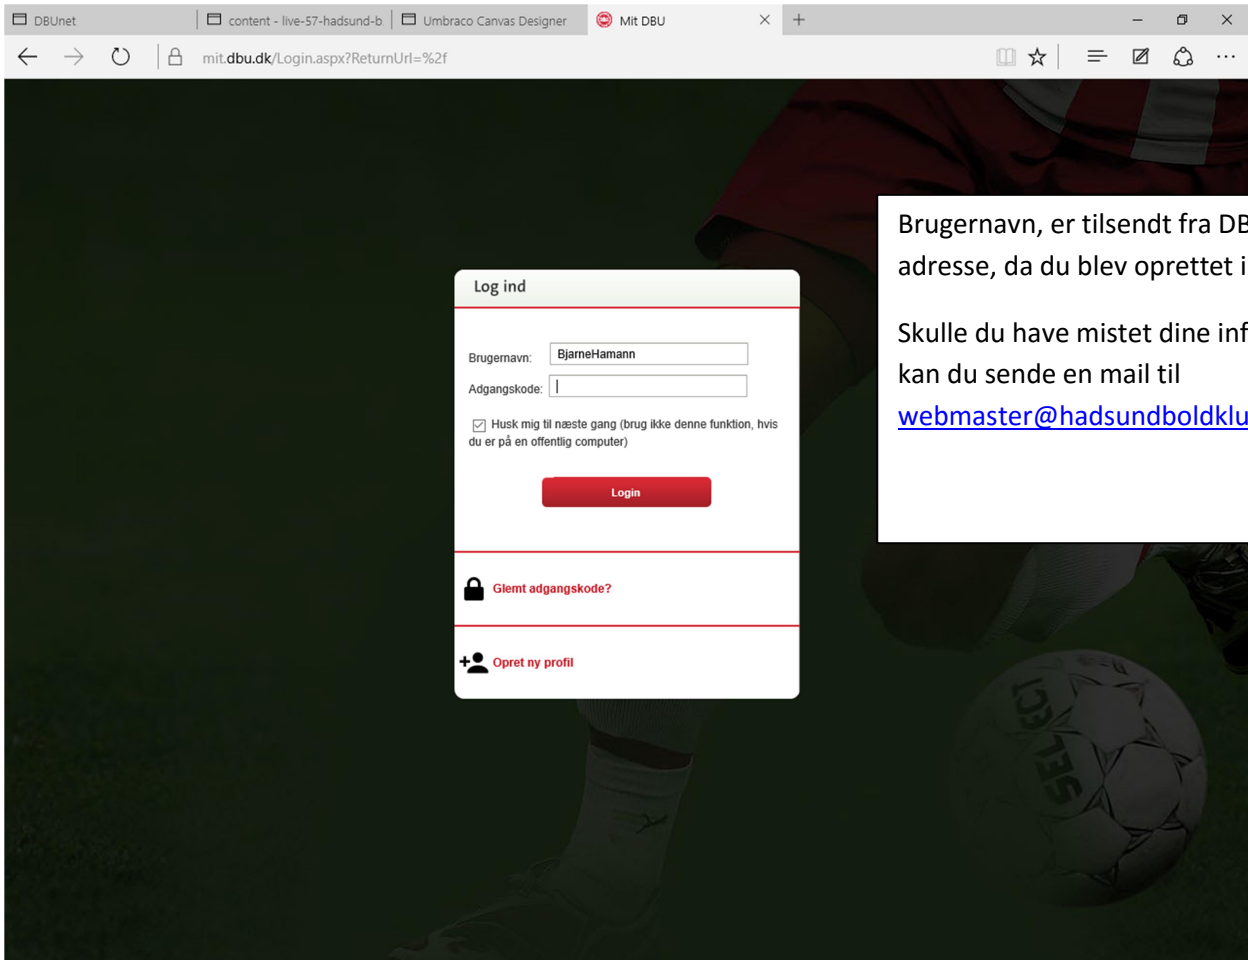 DBUnet
content - live-57-hadsund-b
Umbraco Canvas Designer
Mit DBU
mit.dbu.dk/Login.aspx?ReturnUrl=%2f
Brugernavn, er tilsendt fra DB
adresse, da du blev oprettet i
Skulle du have mistet dine inf
kan du sende en mail til
webmaster@hadsundboldklu
Log ind
Brugernavn: BjarneHamann
Adgangskode:
Husk mig til næste gang (brug ikke denne funktion, hvis
du er på en offentlig computer)
Login
Glemt adgangskode?
Opret ny profil
SELECT
SELECT